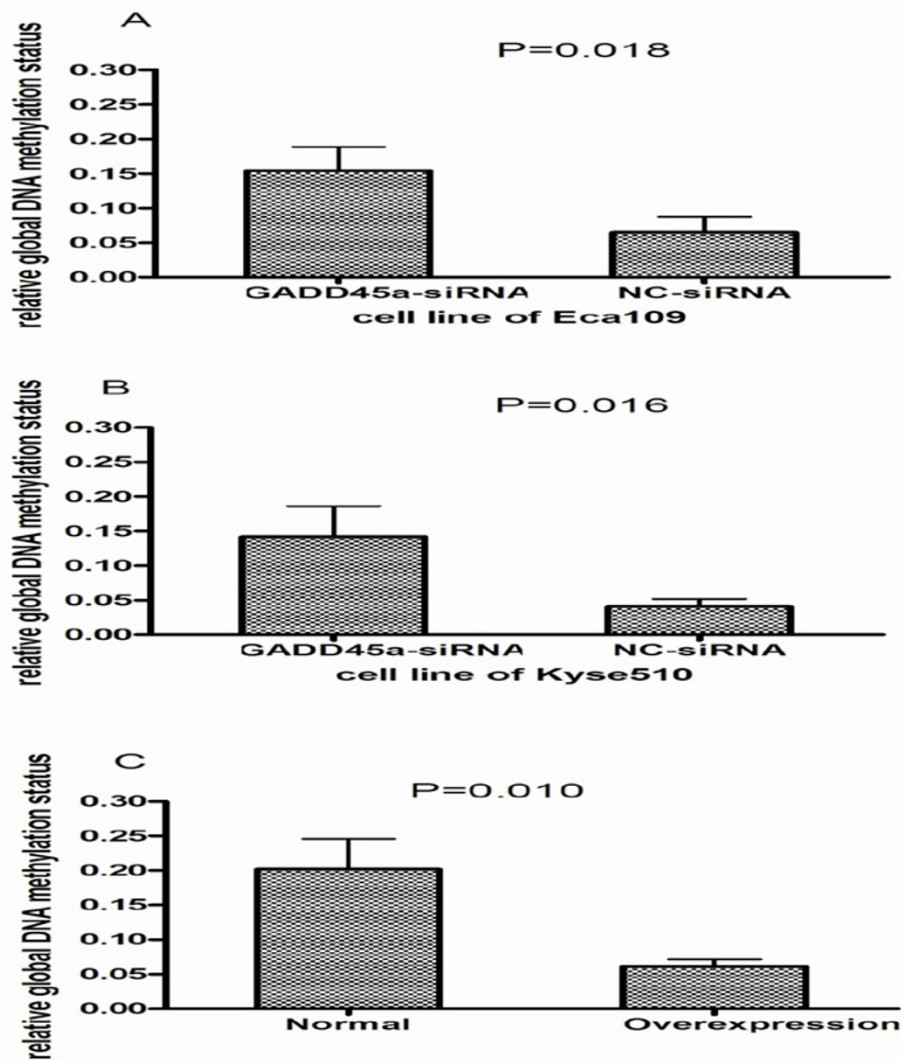 A
P=0.018
relative global DNA methylation status
0.30
0.25
0.20
0.15
0.10
0.05
0.00
GADD45a-siRNA NC-siRNA
cell line of Eca109
B
P=0.016
relative global DNA methylation status
0.30
0.25
0.20
0.15
0.10
0.05
0.00
GADD45a-siRNA NC-siRNA
cell line of Kyse510
C
P=0.010
relative global DNA methylation status
0.30
0.25
0.20
0.15
0.10
0.05
0.00
Normal Overexpression